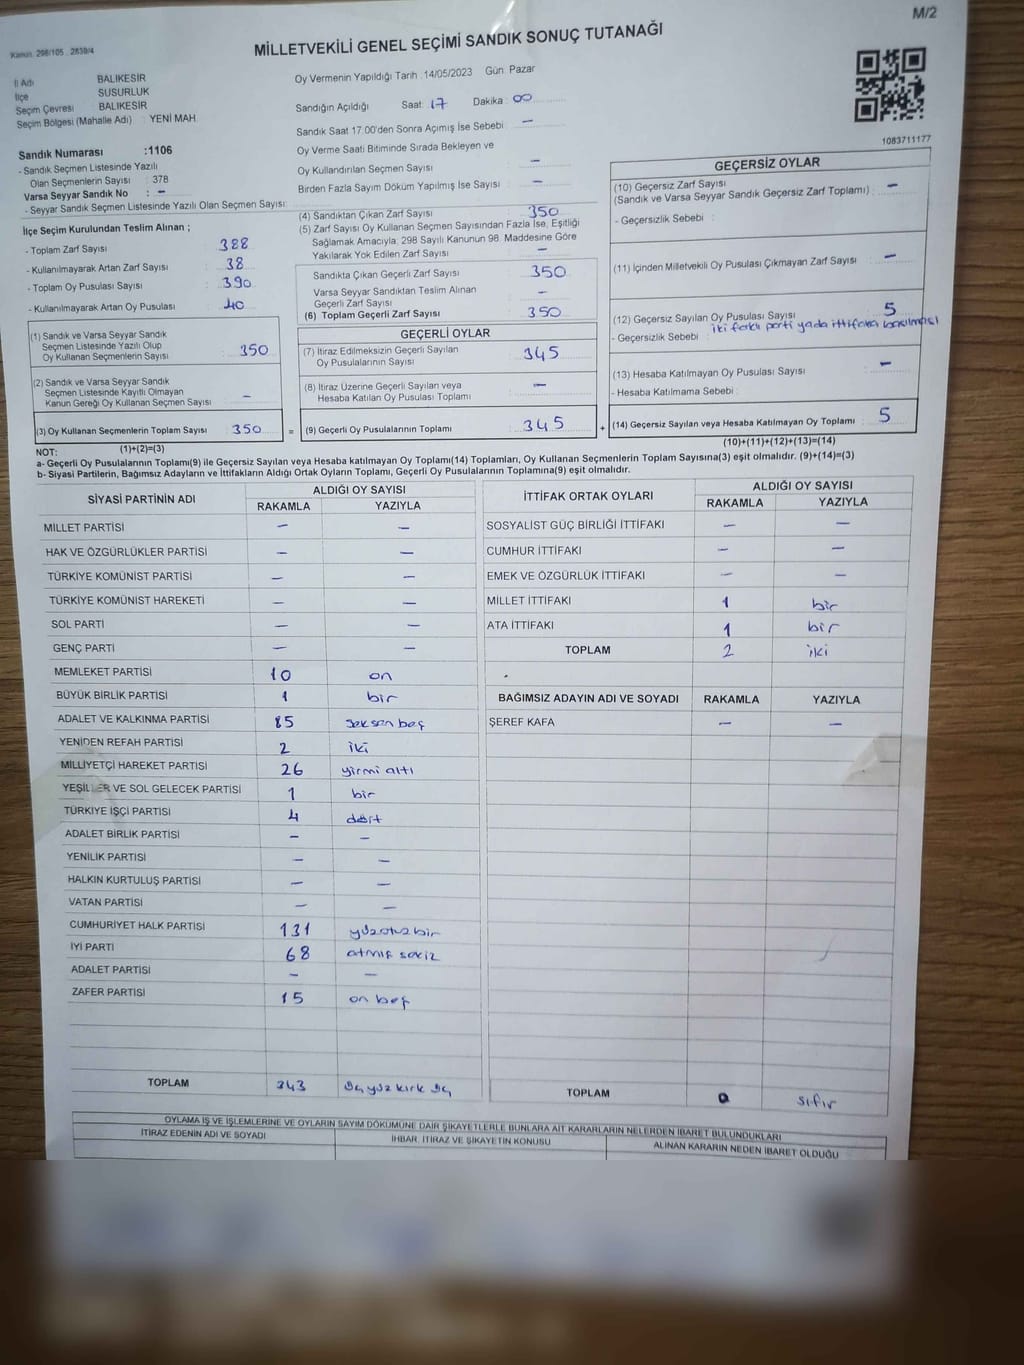 M/2
Kanun: 298/105 , 2839/4
MİLLETVEKİLİ GENEL SEÇİMİ SANDIK SONUÇ TUTANAĞI
İl Adı BALIKESİR
İlçe SUSURLUK
Seçim Çevresi BALIKESİR
Seçim Bölgesi (Mahalle Adı) : YENİ MAH.
Oy Vermenin Yapıldığı Tarih : 14/05/2023 Gün: Pazar
Sandığın Açıldığı Saat: 17 Dakika : 00
Sandık Saat 17.00'den Sonra Açımış İse Sebebi : —
Oy Verme Saati Bitiminde Sırada Bekleyen ve
Oy Kullandırılan Seçmen Sayısı : —
Birden Fazla Sayım Döküm Yapılmış İse Sayısı : —
1083711177
Sandık Numarası :1106
- Sandık Seçmen Listesinde Yazılı
Olan Seçmenlerin Sayısı : 378
Varsa Seyyar Sandık No : —
- Seyyar Sandık Seçmen Listesinde Yazılı Olan Seçmen Sayısı:
İlçe Seçim Kurulundan Teslim Alınan ;
- Toplam Zarf Sayısı : 388
- Kullanılmayarak Artan Zarf Sayısı : 38
- Toplam Oy Pusulası Sayısı : 390
- Kullanılmayarak Artan Oy Pusulası : 40
(1) Sandık ve Varsa Seyyar Sandık
Seçmen Listesinde Yazılı Olup
Oy Kullanan Seçmenlerin Sayısı : 350
(2) Sandık ve Varsa Seyyar Sandık
Seçmen Listesinde Kayıtlı Olmayan
Kanun Gereği Oy Kullanan Seçmen Sayısı : —
(3) Oy Kullanan Seçmenlerin Toplam Sayısı : 350
(1)+(2)=(3)
(4) Sandıktan Çıkan Zarf Sayısı : 350
(5) Zarf Sayısı Oy Kullanan Seçmen Sayısından Fazla İse, Eşitliği
Sağlamak Amacıyla; 298 Sayılı Kanunun 98. Maddesine Göre
Yakılarak Yok Edilen Zarf Sayısı : —
Sandıkta Çıkan Geçerli Zarf Sayısı : 350
Varsa Seyyar Sandıktan Teslim Alınan
Geçerli Zarf Sayısı : —
(6) Toplam Geçerli Zarf Sayısı : 350
GEÇERLİ OYLAR
(7) İtiraz Edilmeksizin Geçerli Sayılan
Oy Pusulalarının Sayısı : 345
(8) İtiraz Üzerine Geçerli Sayılan veya
Hesaba Katılan Oy Pusulası Toplamı : —
= (9) Geçerli Oy Pusulalarının Toplamı : 345
GEÇERSİZ OYLAR
(10) Geçersiz Zarf Sayısı
(Sandık ve Varsa Seyyar Sandık Geçersiz Zarf Toplamı) : —
- Geçersizlik Sebebi :
(11) İçinden Milletvekili Oy Pusulası Çıkmayan Zarf Sayısı : —
(12) Geçersiz Sayılan Oy Pusulası Sayısı : 5
- Geçersizlik Sebebi : iki farklı parti yada ittifaka basılması
(13) Hesaba Katılmayan Oy Pusulası Sayısı : —
- Hesaba Katılmama Sebebi :
+ (14) Geçersiz Sayılan veya Hesaba Katılmayan Oy Toplamı : 5
(10)+(11)+(12)+(13)=(14)
NOT:
a- Geçerli Oy Pusulalarının Toplamı(9) ile Geçersiz Sayılan veya Hesaba katılmayan Oy Toplamı(14) Toplamları, Oy Kullanan Seçmenlerin Toplam Sayısına(3) eşit olmalıdır. (9)+(14)=(3)
b- Siyasi Partilerin, Bağımsız Adayların ve İttifakların Aldığı Ortak Oyların Toplamı, Geçerli Oy Pusulalarının Toplamına(9) eşit olmalıdır.
SİYASİ PARTİNİN ADI ALDIĞI OY SAYISI
RAKAMLA YAZIYLA
MİLLET PARTİSİ — —
HAK VE ÖZGÜRLÜKLER PARTİSİ — —
TÜRKİYE KOMÜNİST PARTİSİ — —
TÜRKİYE KOMÜNİST HAREKETİ — —
SOL PARTİ — —
GENÇ PARTİ — —
MEMLEKET PARTİSİ 10 on
BÜYÜK BİRLİK PARTİSİ 1 bir
ADALET VE KALKINMA PARTİSİ 85 seksen beş
YENİDEN REFAH PARTİSİ 2 iki
MİLLİYETÇİ HAREKET PARTİSİ 26 yirmi altı
YEŞİLLER VE SOL GELECEK PARTİSİ 1 bir
TÜRKİYE İŞÇİ PARTİSİ 4 dört
ADALET BİRLİK PARTİSİ — —
YENİLİK PARTİSİ — —
HALKIN KURTULUŞ PARTİSİ — —
VATAN PARTİSİ — —
CUMHURİYET HALK PARTİSİ 131 yüzotuzbir
İYİ PARTİ 68 atmış sekiz
ADALET PARTİSİ — —
ZAFER PARTİSİ 15 on beş
TOPLAM 343 üç yüz kırk üç
İTTİFAK ORTAK OYLARI ALDIĞI OY SAYISI
RAKAMLA YAZIYLA
SOSYALİST GÜÇ BİRLİĞİ İTTİFAKI — —
CUMHUR İTTİFAKI — —
EMEK VE ÖZGÜRLÜK İTTİFAKI — —
MİLLET İTTİFAKI 1 bir
ATA İTTİFAKI 1 bir
TOPLAM 2 iki
BAĞIMSIZ ADAYIN ADI VE SOYADI RAKAMLA YAZIYLA
ŞEREF KAFA — —
TOPLAM 0 sıfır
OYLAMA İŞ VE İŞLEMLERİNE VE OYLARIN SAYIM DÖKÜMÜNE DAİR ŞİKAYETLERLE BUNLARA AİT KARARLARIN NELERDEN İBARET BULUNDUKLARI
İTİRAZ EDENİN ADI VE SOYADI İHBAR, İTİRAZ VE ŞİKAYETİN KONUSU ALINAN KARARIN NEDEN İBARET OLDUĞU